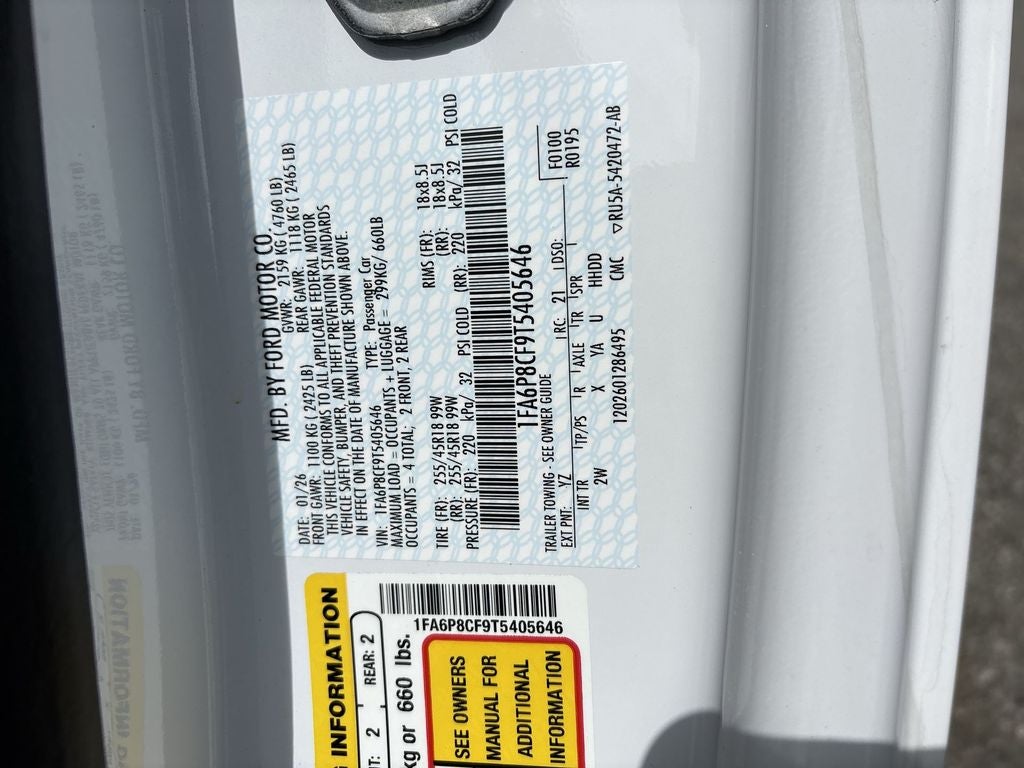 MFD. BY FORD MOTOR CO.
DATE: 01/26 GVWR: 2159 KG ( 4760 LB)
FRONT GAWR: 1100 KG ( 2425 LB) REAR GAWR: 1118 KG ( 2465 LB)
THIS VEHICLE CONFORMS TO ALL APPLICABLE FEDERAL MOTOR
VEHICLE SAFETY, BUMPER, AND THEFT PREVENTION STANDARDS
IN EFFECT ON THE DATE OF MANUFACTURE SHOWN ABOVE.
VIN: 1FA6P8CF9T5405646 TYPE: Passenger Car
MAXIMUM LOAD = OCCUPANTS + LUGGAGE = 299KG/ 660LB
OCCUPANTS = 4 TOTAL; 2 FRONT, 2 REAR
TIRE (FR): 255/45R18 99W RIMS (FR): 18x8.5J
(RR): 255/45R18 99W (RR): 18x8.5J
PRESSURE (FR): 220 kPa/ 32 PSI COLD (RR): 220 kPa/ 32 PSI COLD
1FA6P8CF9T5405646
TRAILER TOWING - SEE OWNER GUIDE F0100
EXT PNT: YZ RC: 21 DSO: R0195
INT TR TP/PS R AXLE TR SPR
2W X YA U HHDD
1202601286495 CMC ▽RU5A-5420472-AB
INFORMATION
2 REAR: 2
kg or 660 lbs.
1FA6P8CF9T5405646
SEE OWNERS
MANUAL FOR
ADDITIONAL
INFORMATION